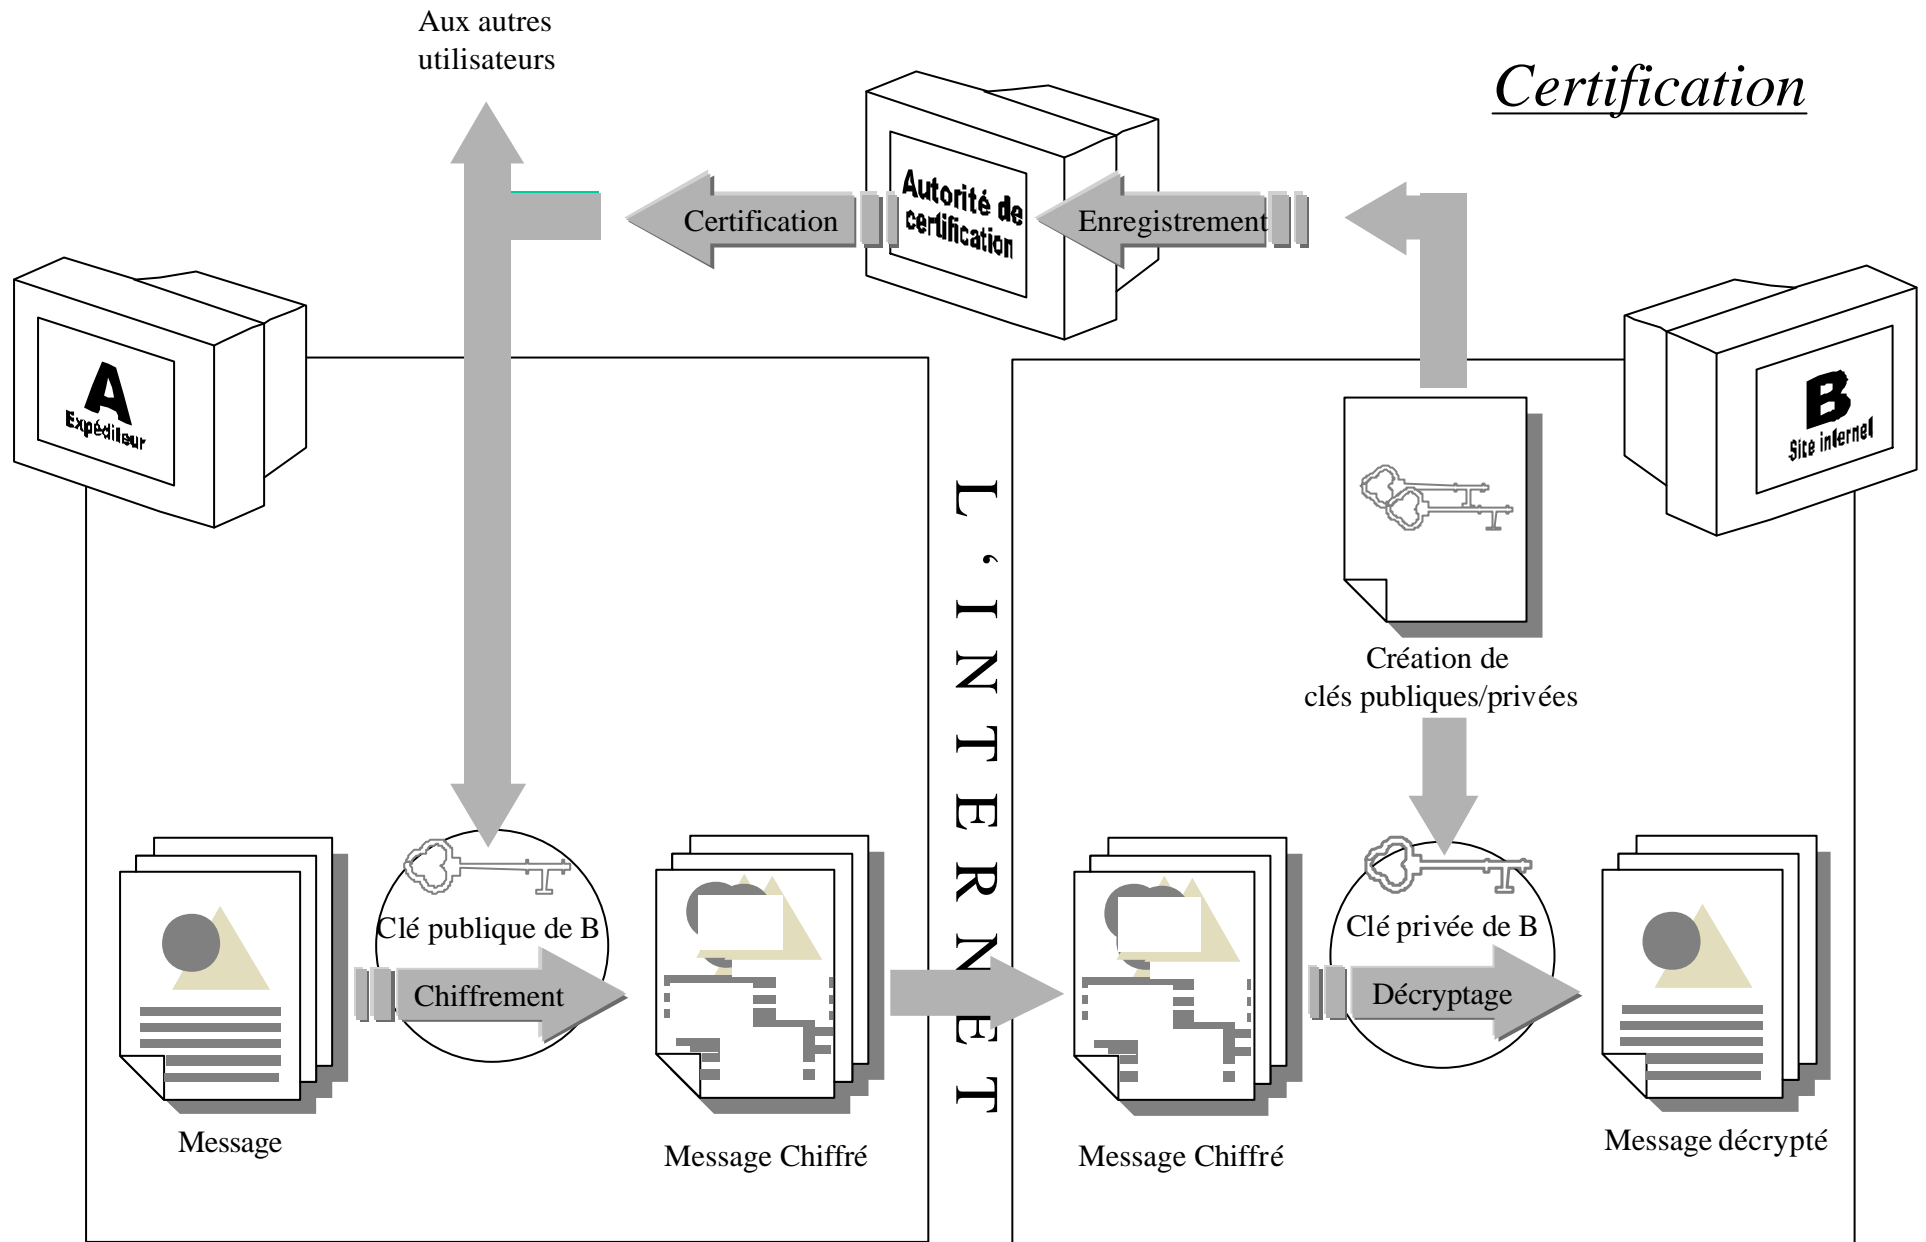 Aux autres
utilisateurs
Certification
Certification
Autorité de
certification
Enregistrement
A
Expéditeur
B
Site internet
L'INTERNET
Création de
clés publiques/privées
Clé publique de B
Chiffrement
Clé privée de B
Décryptage
Message
Message Chiffré
Message Chiffré
Message décrypté